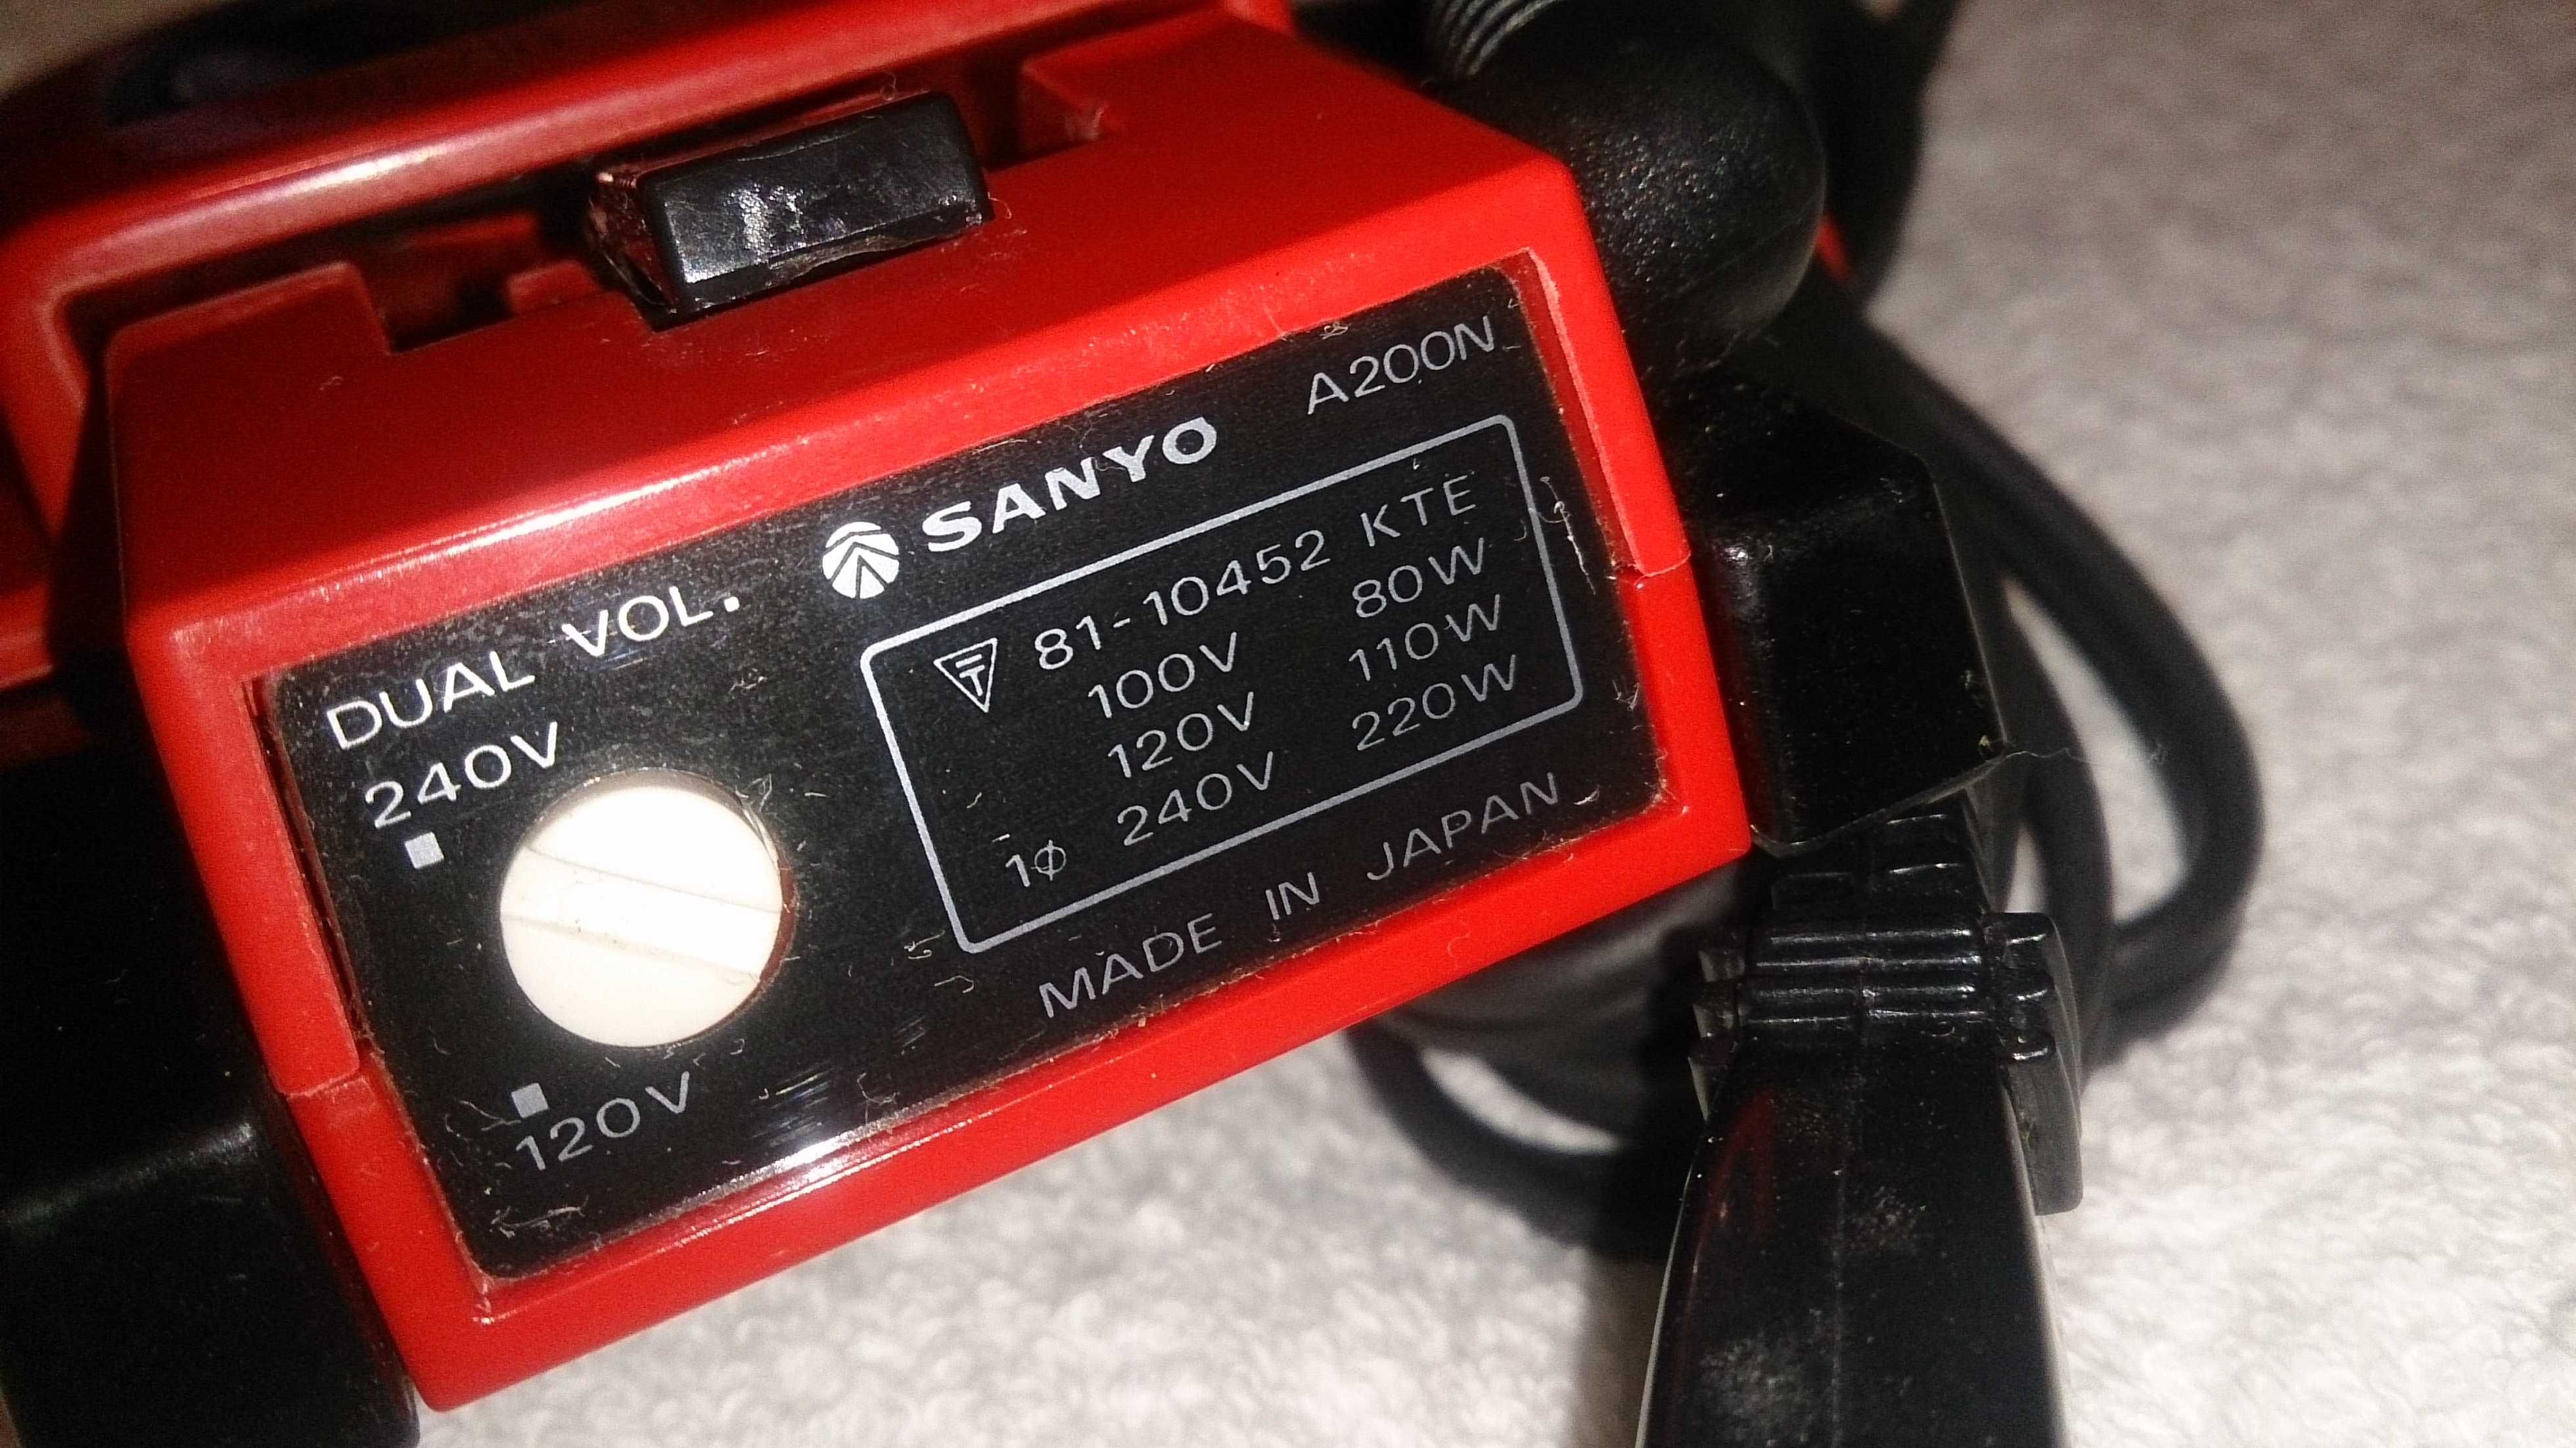 SANYO A200N
DUAL VOL.
240V
120V
81-10452 KTE
100V 80W
120V 110W
1φ 240V 220W
MADE IN JAPAN